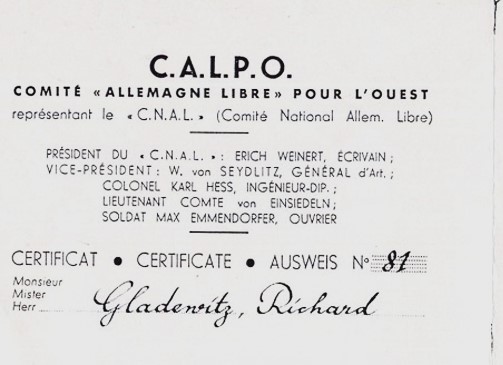 C.A.L.P.O.
COMITÉ « ALLEMAGNE LIBRE » POUR L'OUEST
représentant le « C.N.A.L. » (Comité National Allem. Libre)
PRÉSIDENT DU « C.N.A.L. » : ERICH WEINERT, ÉCRIVAIN ;
VICE-PRÉSIDENT : W. von SEYDLITZ, GÉNÉRAL d'Art. ;
COLONEL KARL HESS, INGÉNIEUR-DIP. ;
LIEUTENANT COMTE von EINSIEDELN ;
SOLDAT MAX EMMENDORFER, OUVRIER
CERTIFICAT ● CERTIFICATE ● AUSWEIS N° 81
Monsieur
Mister
Herr Gladewitz, Richard